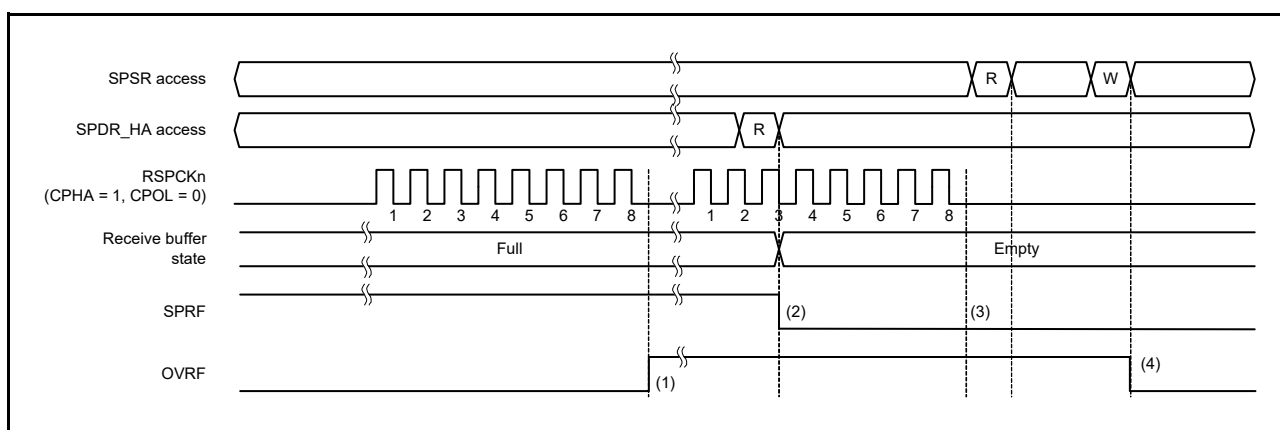 SPSR access
R
W
SPDR_HA access
R
RSPCKn
(CPHA = 1, CPOL = 0)
1 2 3 4 5 6 7 8 1 2 3 4 5 6 7 8
Receive buffer
state
Full
Empty
SPRF
(2)
(3)
OVRF
(1)
(4)